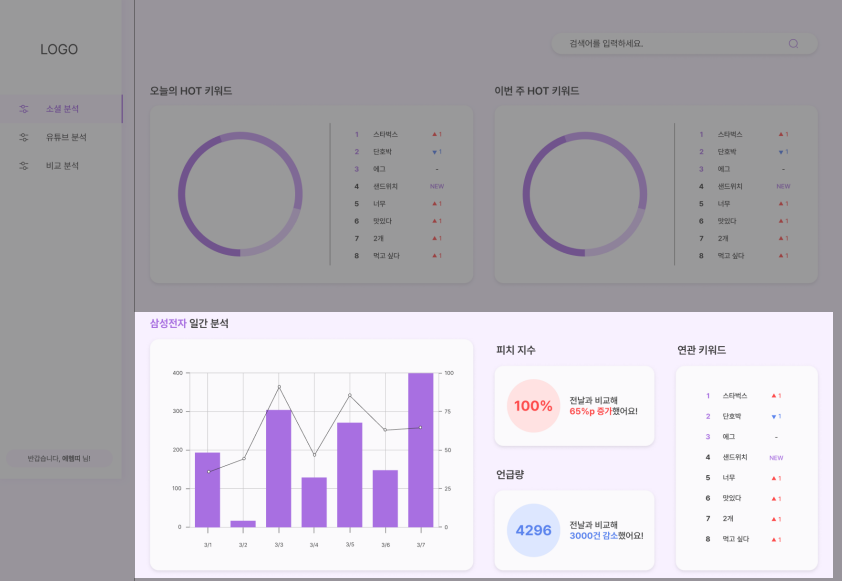 LOGO
소셜 분석
유튜브 분석
비교 분석
반갑습니다, 에뗌삐 님!
검색어를 입력하세요.
오늘의 HOT 키워드
1 스타벅스 ▲ 1
2 단호박 ▼ 1
3 에그 -
4 샌드위치 NEW
5 너무 ▲ 1
6 맛있다 ▲ 1
7 2개 ▲ 1
8 먹고 싶다 ▲ 1
이번 주 HOT 키워드
1 스타벅스 ▲ 1
2 단호박 ▼ 1
3 에그 -
4 샌드위치 NEW
5 너무 ▲ 1
6 맛있다 ▲ 1
7 2개 ▲ 1
8 먹고 싶다 ▲ 1
삼성전자 일간 분석
400
300
200
100
0
100
75
50
25
0
3/1 3/2 3/3 3/4 3/5 3/6 3/7
피치 지수
100%
전날과 비교해
65%p 증가했어요!
언급량
4296
전날과 비교해
3000건 감소했어요!
연관 키워드
1 스타벅스 ▲ 1
2 단호박 ▼ 1
3 에그 -
4 샌드위치 NEW
5 너무 ▲ 1
6 맛있다 ▲ 1
7 2개 ▲ 1
8 먹고 싶다 ▲ 1